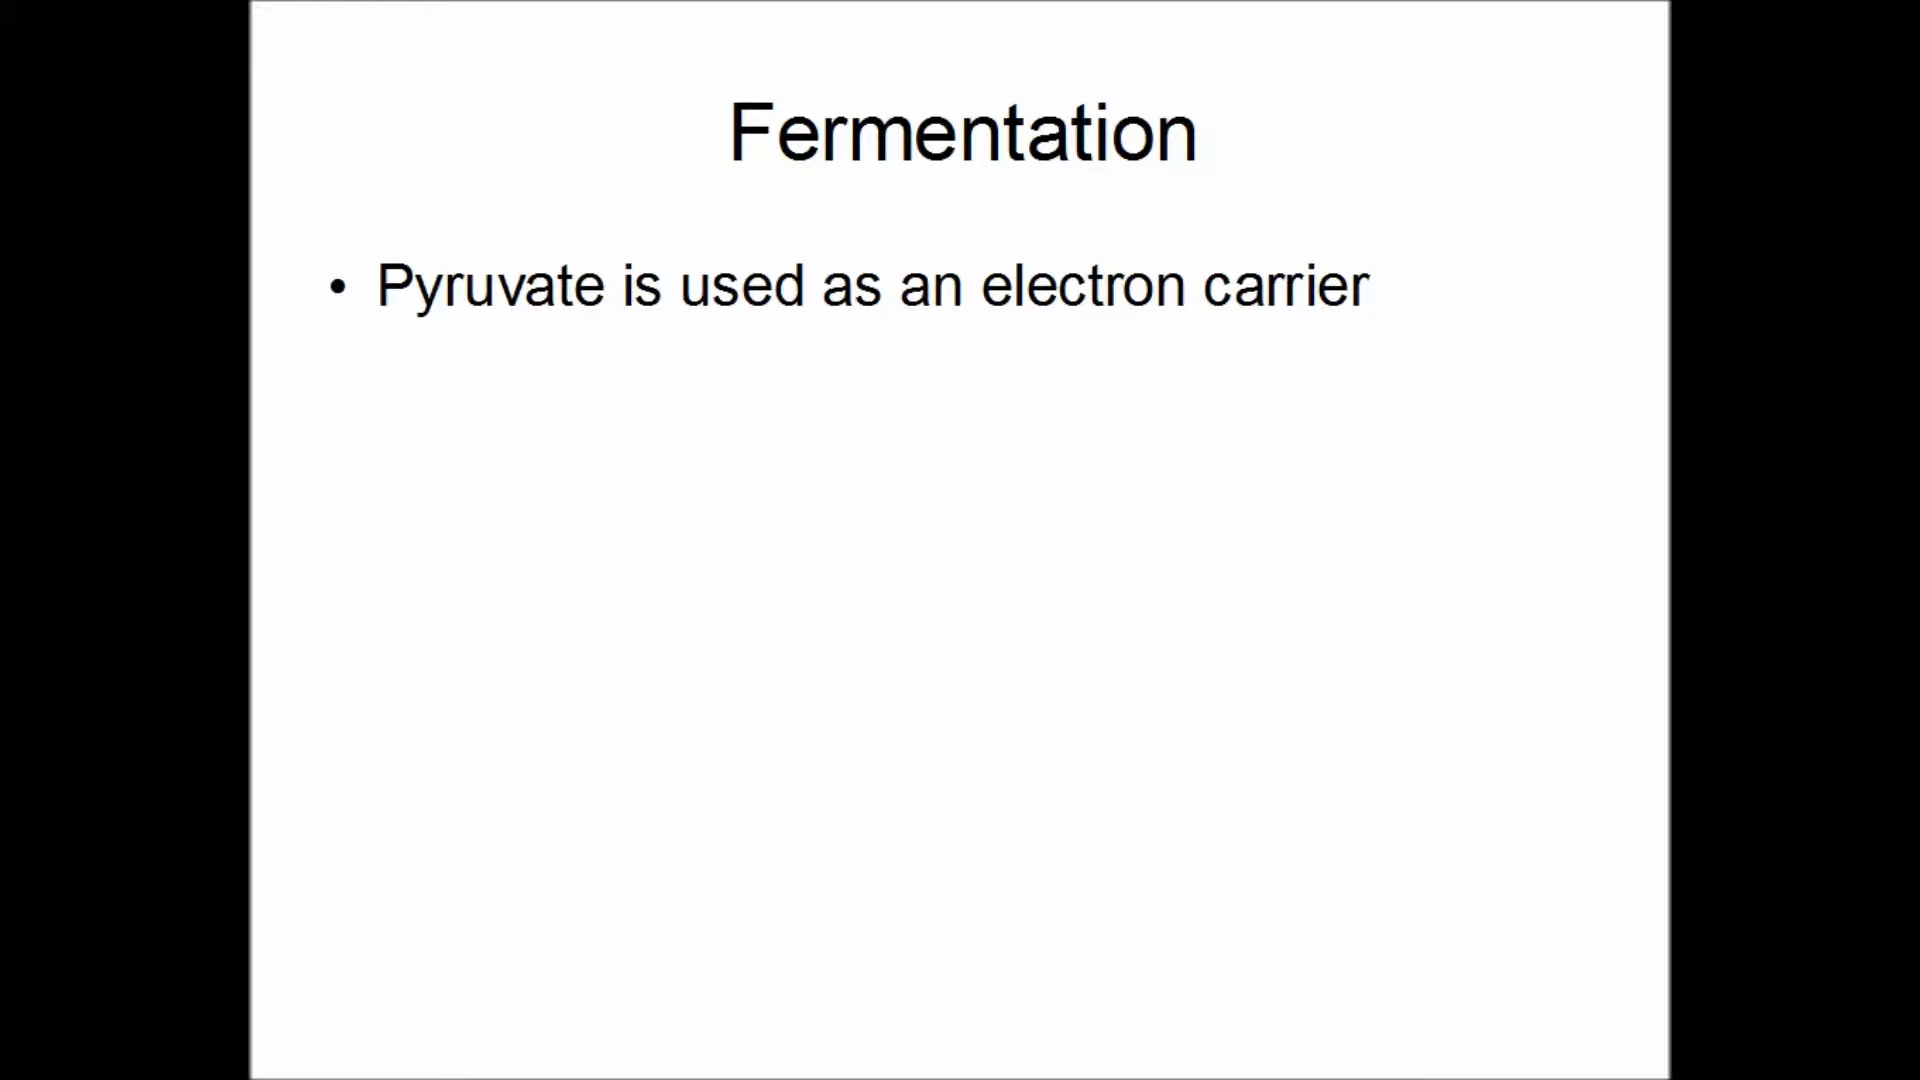 Fermentation
• Pyruvate is used as an electron carrier